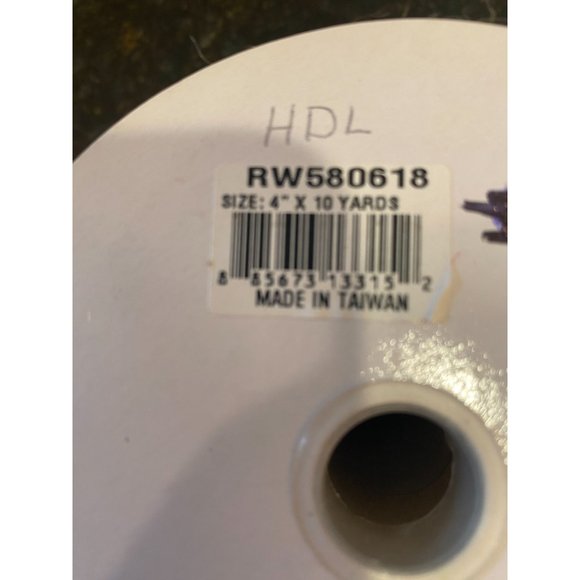 HDL
RW580618
SIZE: 4" X 10 YARDS
8 85673 13315 2
MADE IN TAIWAN